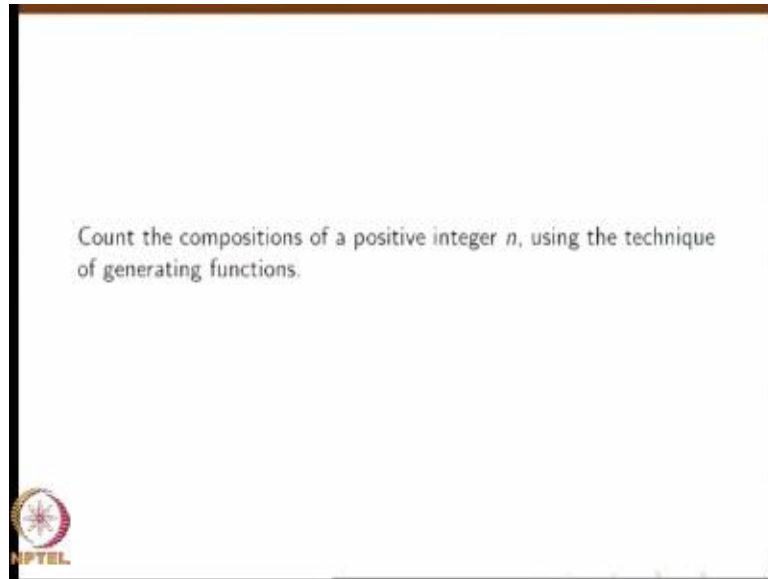 Count the compositions of a positive integer n, using the technique
of generating functions.
NPTEL